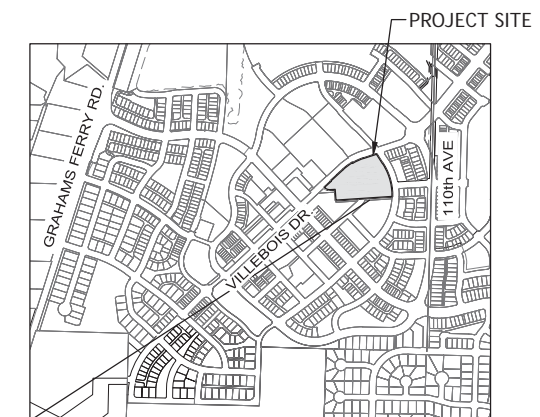 PROJECT SITE
GRAHAMS FERRY RD.
110th AVE
VILLEBOIS DR.